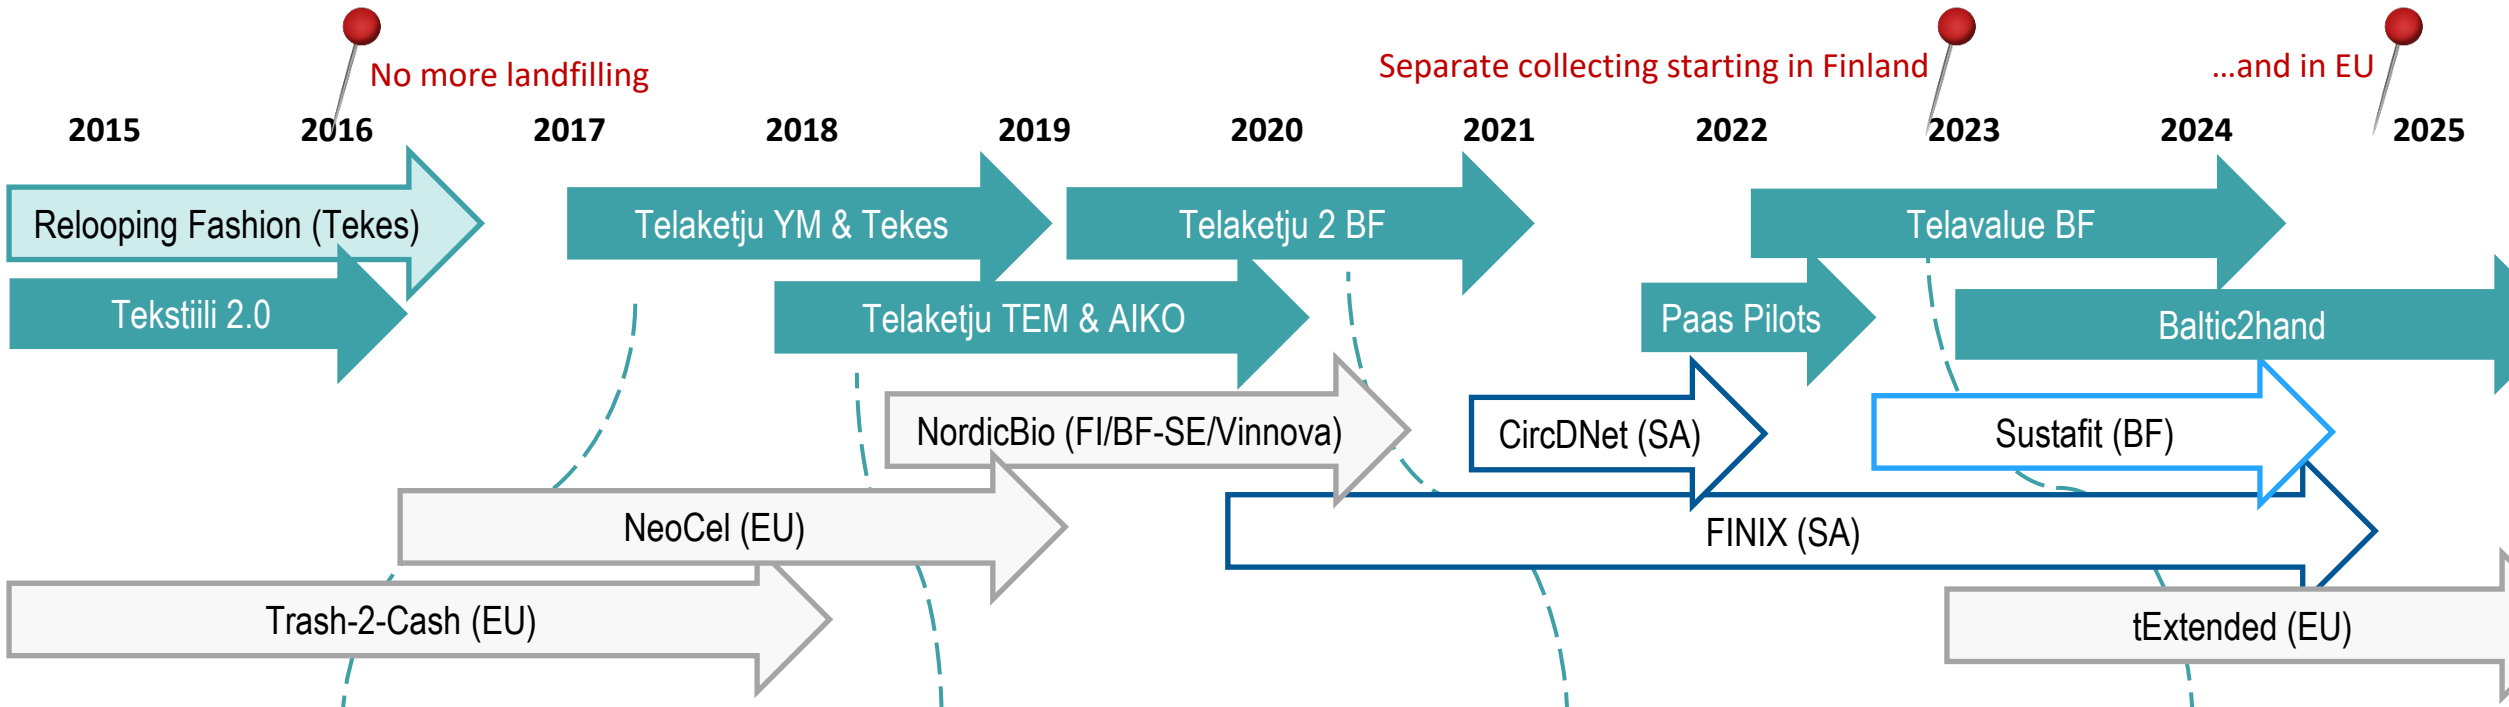 No more landfilling
Separate collecting starting in Finland
...and in EU
2015 2016 2017 2018 2019 2020 2021 2022 2023 2024 2025
Relooping Fashion (Tekes)
Telaketju YM & Tekes
Telaketju 2 BF
Telavalue BF
Tekstiili 2.0
Telaketju TEM & AIKO
Paas Pilots
Baltic2hand
NordicBio (FI/BF-SE/Vinnova)
CircDNet (SA)
Sustafit (BF)
NeoCel (EU)
FINIX (SA)
Trash-2-Cash (EU)
tExtended (EU)